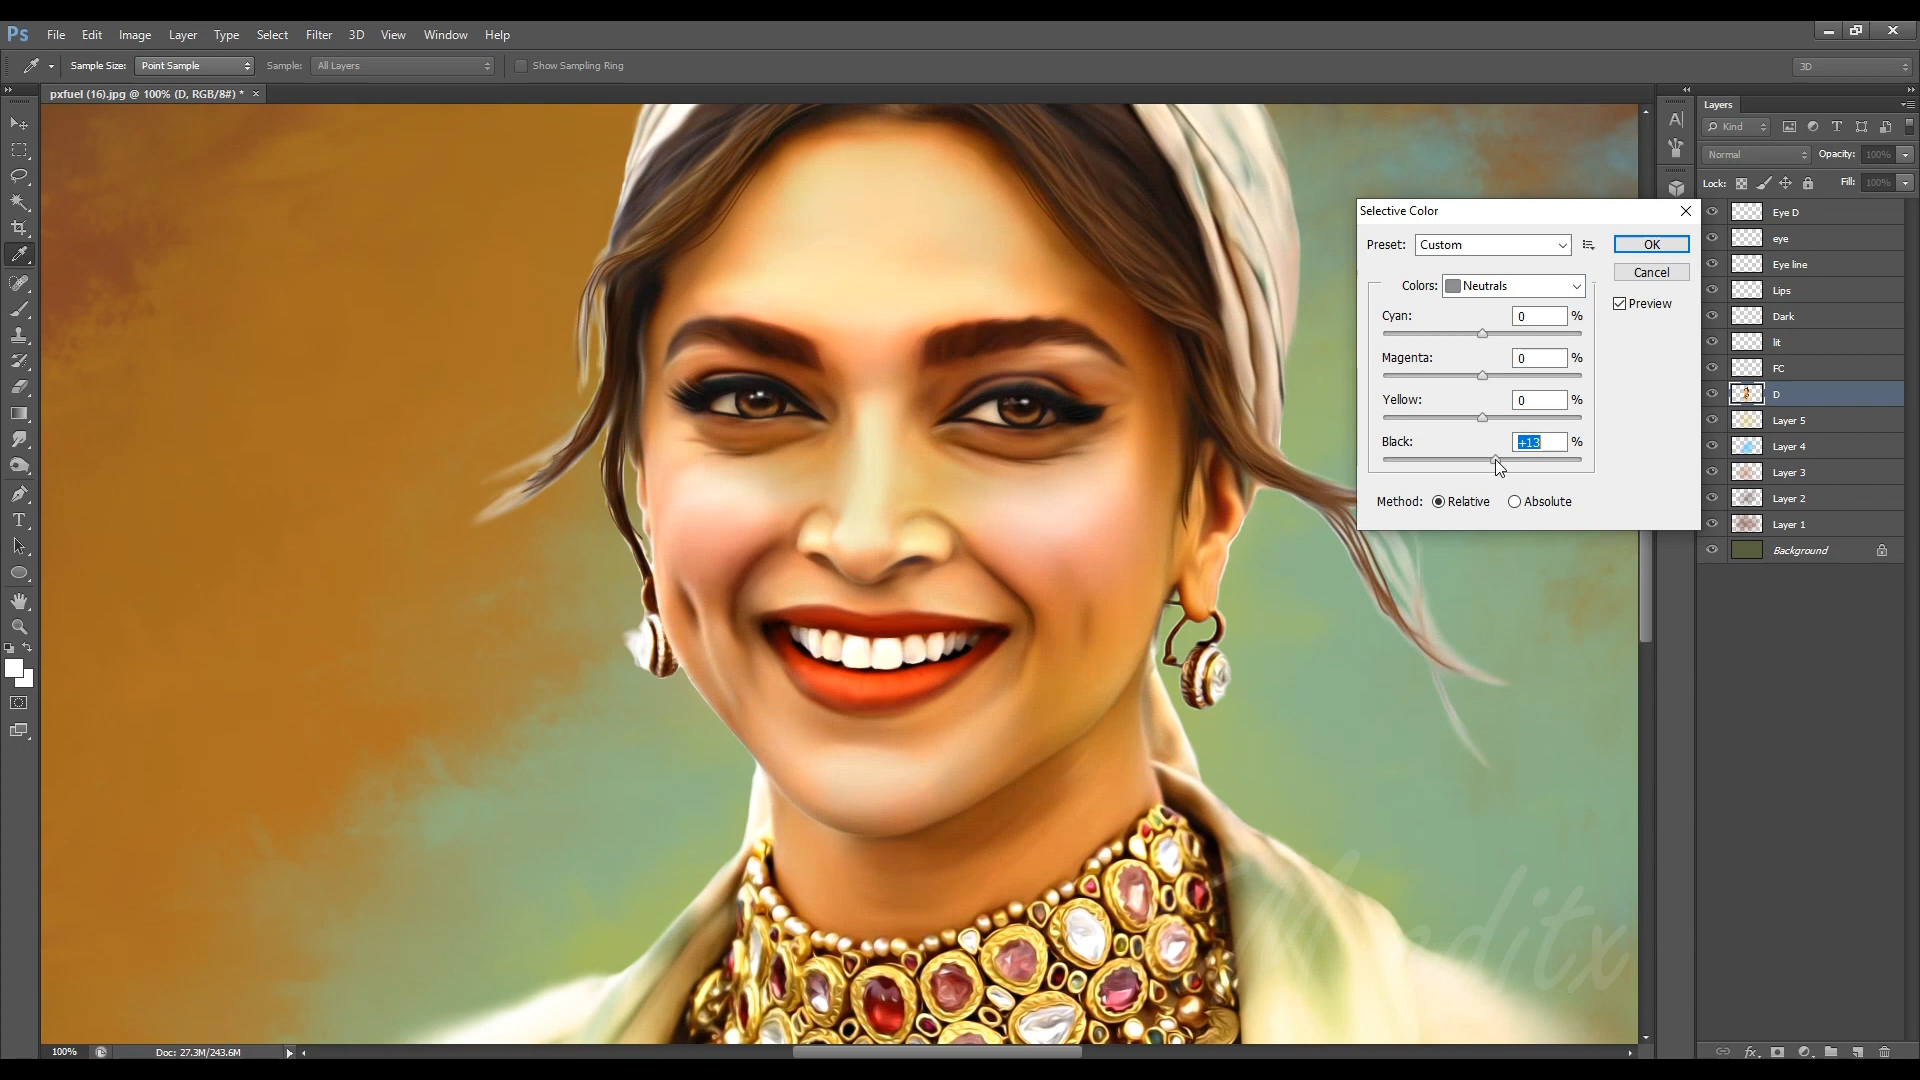 Ps File Edit Image Layer Type Select Filter 3D View Window Help
Sample Size: Point Sample Sample: All Layers Show Sampling Ring 3D
pxfuel (16).jpg @ 100% (D, RGB/8#) * ×
Layers
Kind
Normal Opacity: 100%
Lock: Fill: 100%
Selective Color
Preset: Custom OK
Cancel
Colors: Neutrals
Preview
Cyan: 0 %
Magenta: 0 %
Yellow: 0 %
Black: +13 %
Method: Relative Absolute
Eye D
eye
Eye line
Lips
Dark
lit
FC
D
Layer 5
Layer 4
Layer 3
Layer 2
Layer 1
Background
100% Doc: 27.3M/243.6M